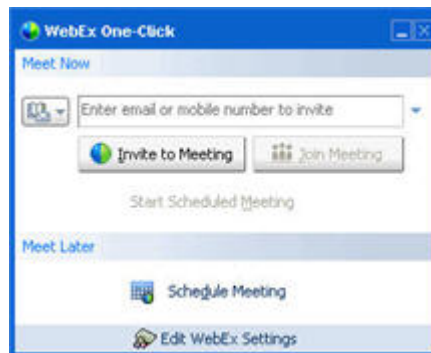 WebEx One-Click
Meet Now
Enter email or mobile number to invite
Invite to Meeting Join Meeting
Start Scheduled Meeting
Meet Later
Schedule Meeting
Edit WebEx Settings